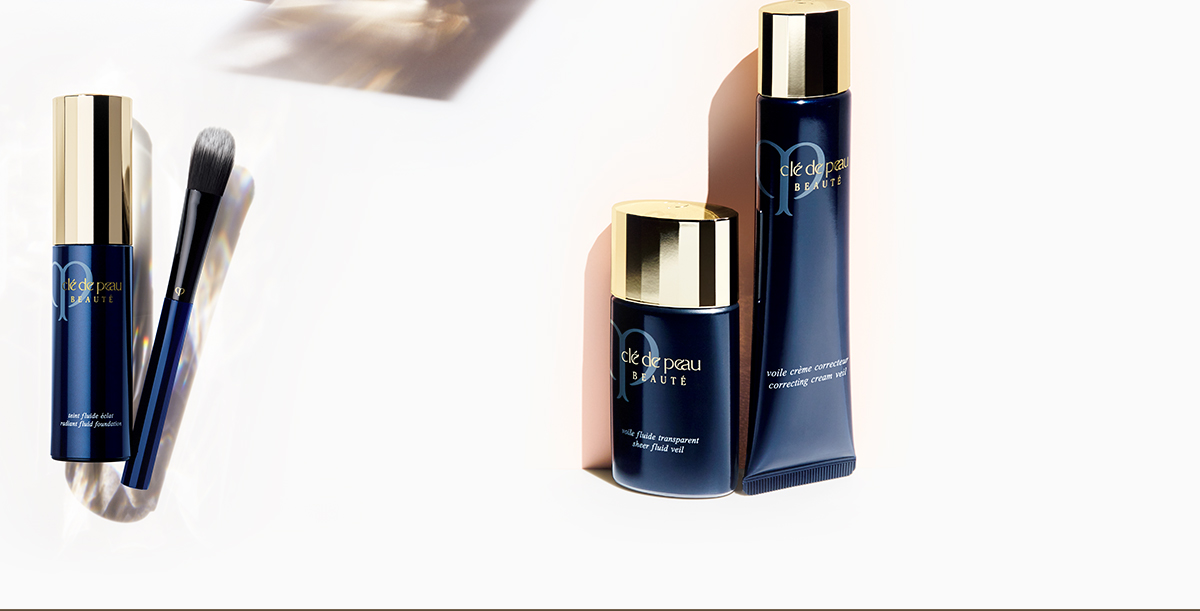 clé de peau
BEAUTÉ
teint fluide éclat
radiant fluid foundation
clé de peau
BEAUTÉ
voile fluide transparent
sheer fluid veil
clé de peau
BEAUTÉ
voile crème correcteur
correcting cream veil